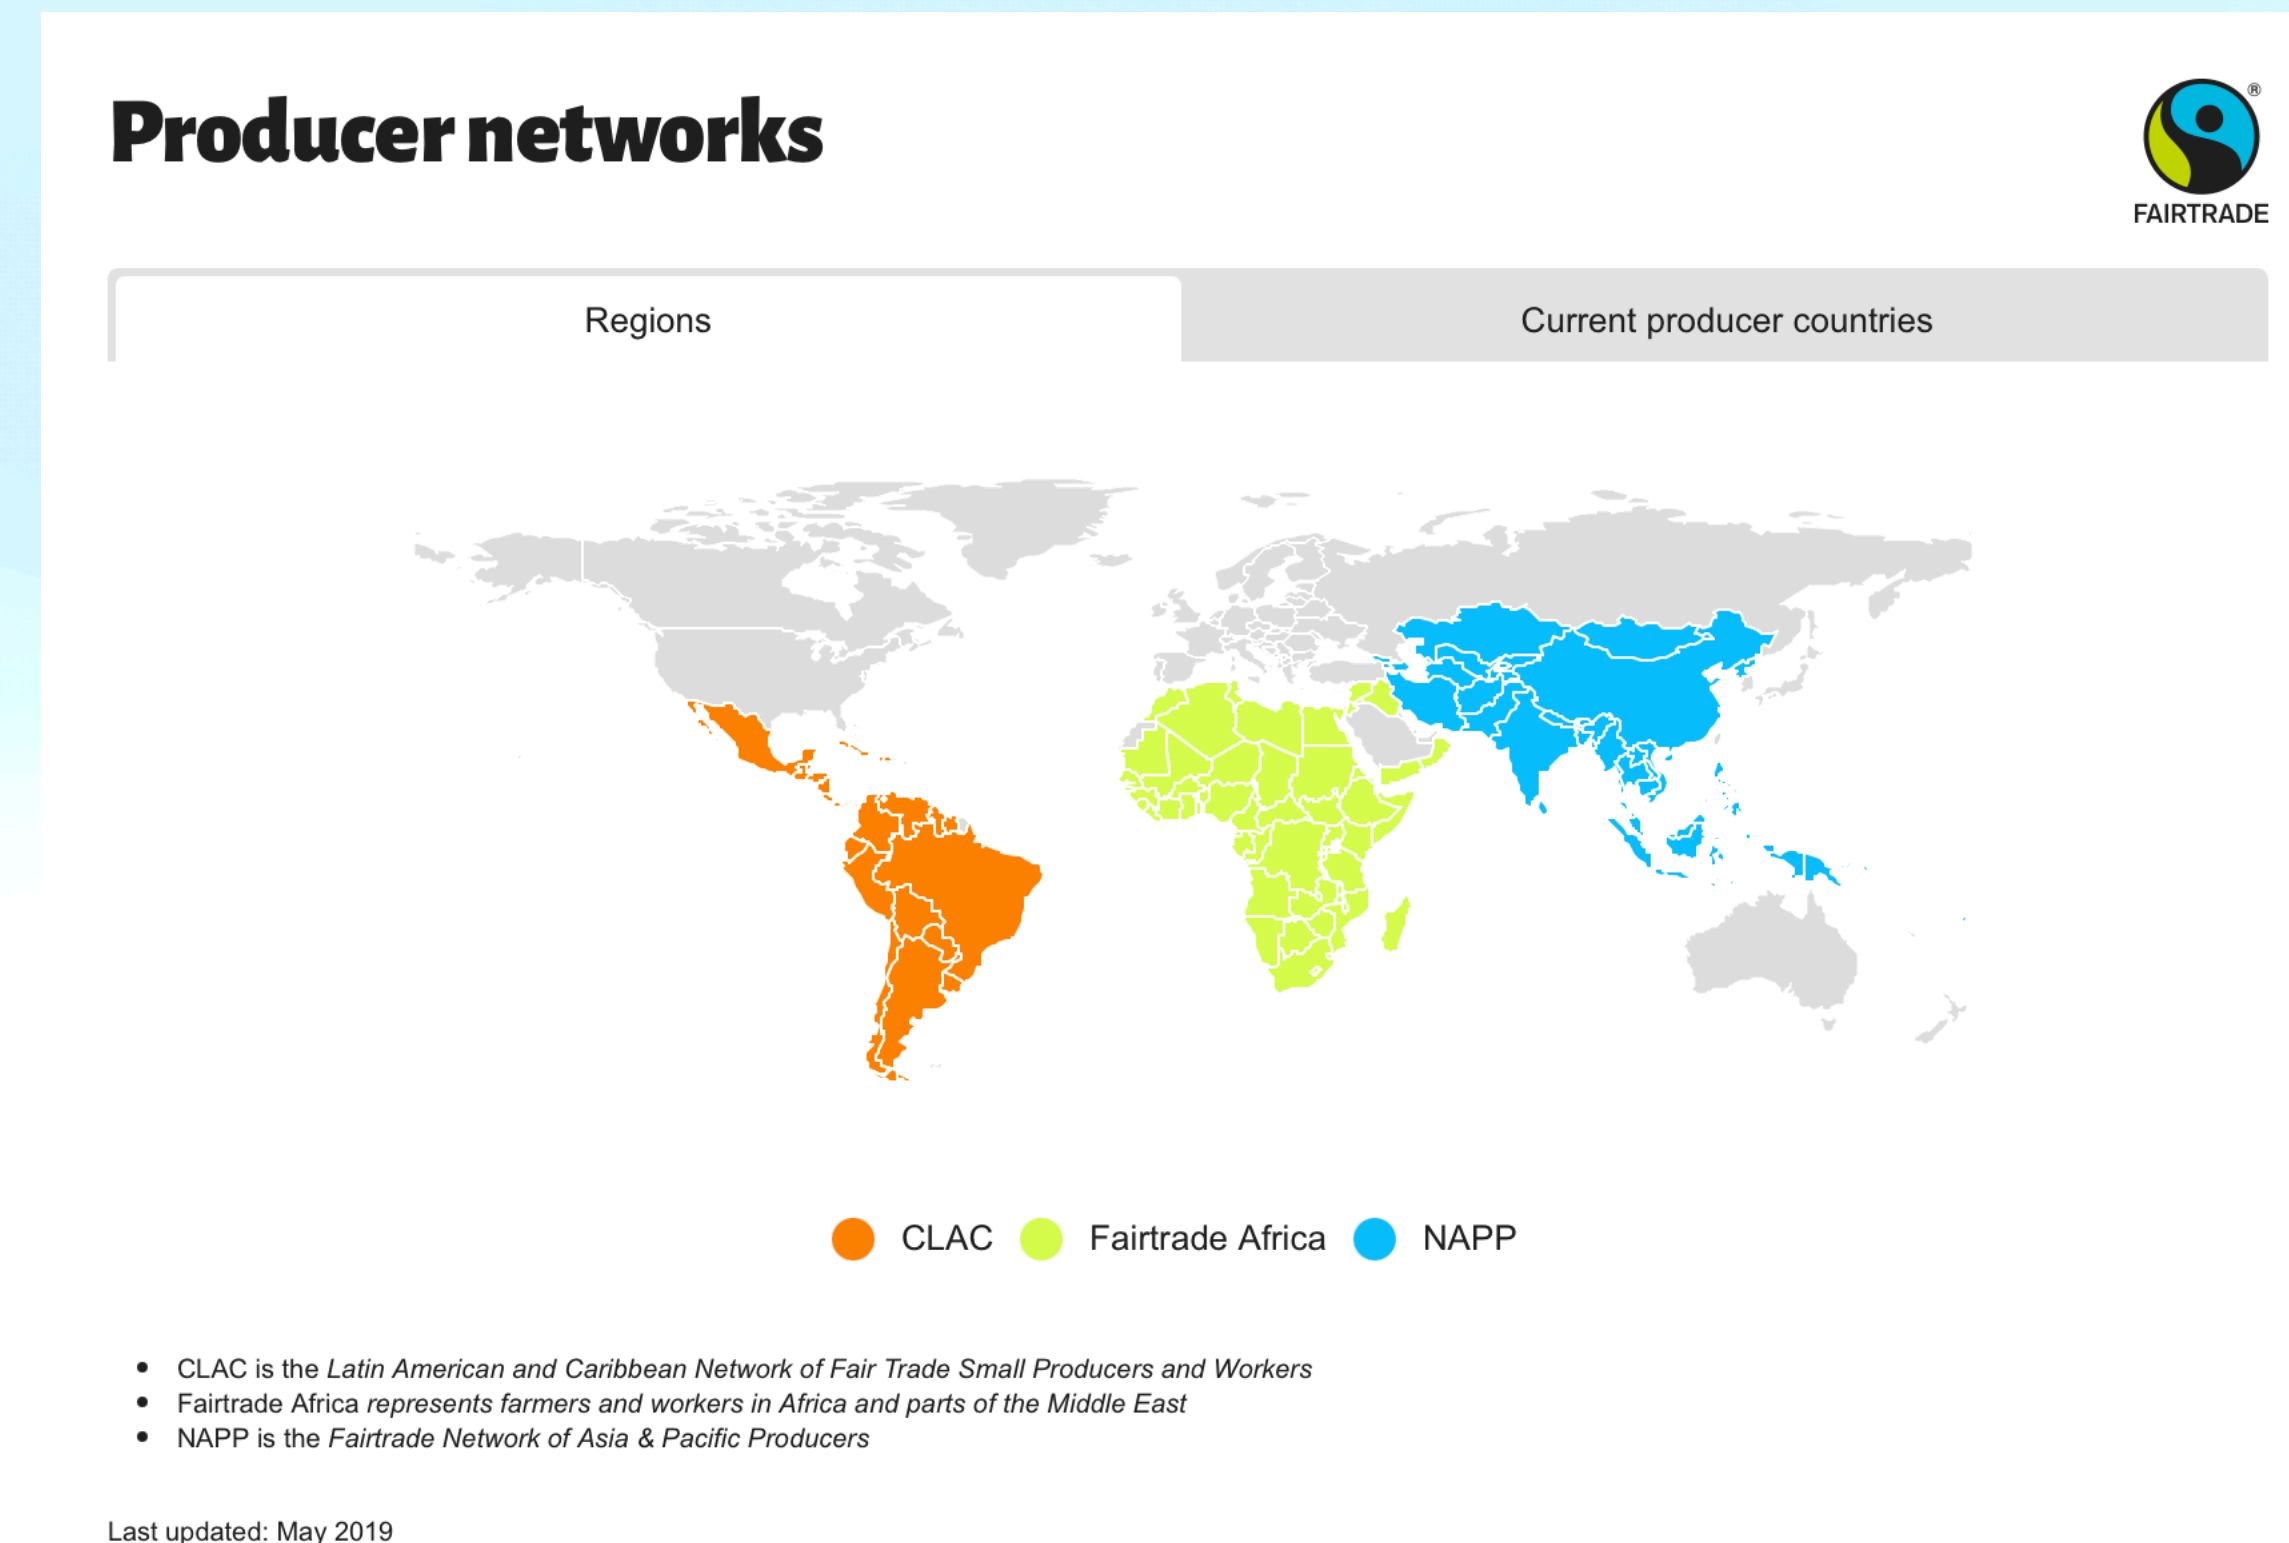 Producer networks
®
FAIRTRADE
Regions
Current producer countries
CLAC
Fairtrade Africa
NAPP
• CLAC is the Latin American and Caribbean Network of Fair Trade Small Producers and Workers
• Fairtrade Africa represents farmers and workers in Africa and parts of the Middle East
• NAPP is the Fairtrade Network of Asia & Pacific Producers
Last updated: May 2019